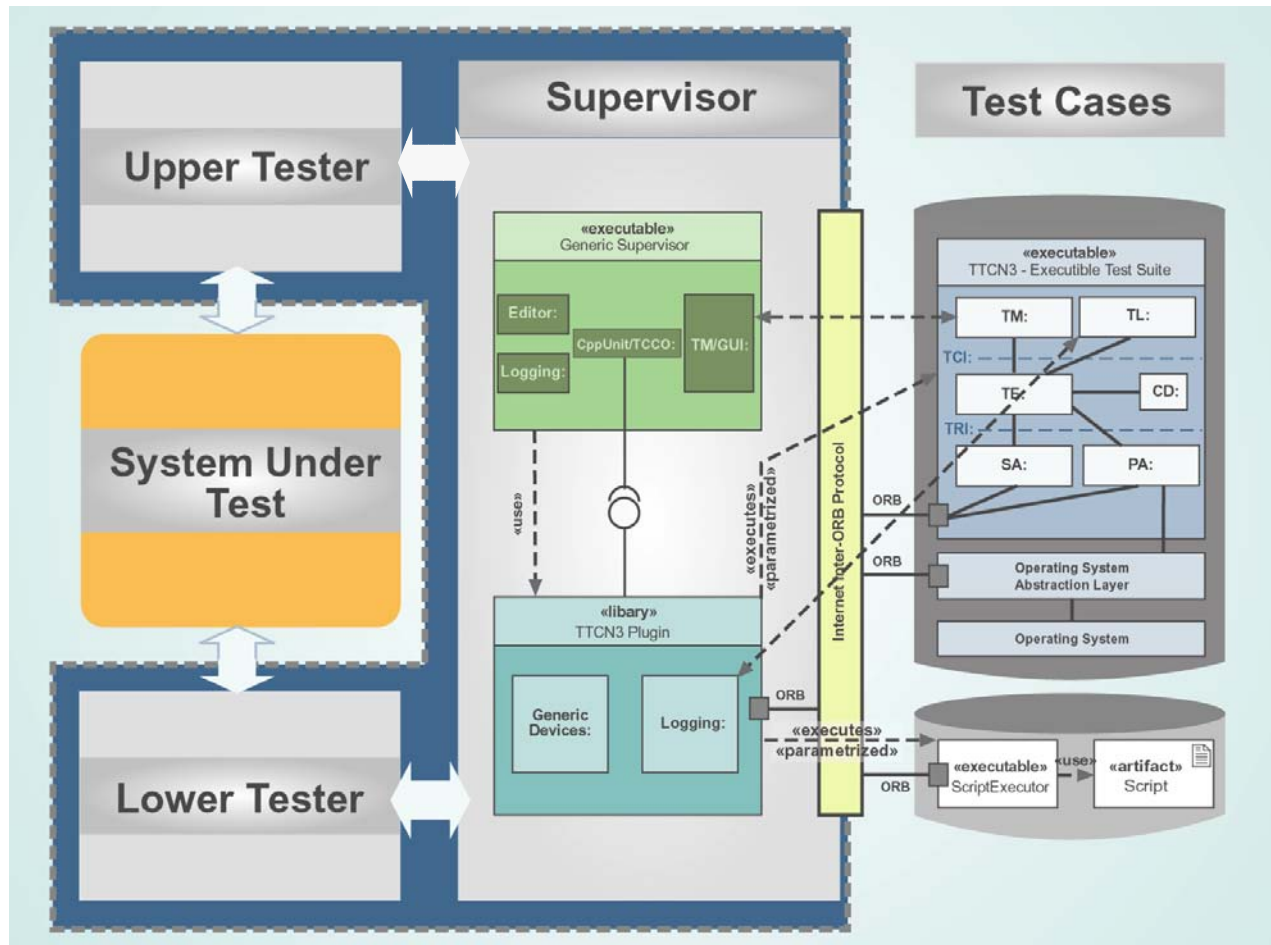 Upper Tester
System Under
Test
Lower Tester
Supervisor
«executable»
Generic Supervisor
Editor:
Logging:
CppUnit/TCCO:
TM/GUI:
«use»
«executes»
«parametrized»
«libary»
TTCN3 Plugin
Generic
Devices:
Logging:
ORB
«executes»
«parametrized»
Internet Inter-ORB Protocol
Test Cases
«executable»
TTCN3 - Executible Test Suite
TM:
TL:
TCI:
TE:
CD:
TRI:
SA:
PA:
ORB
ORB
Operating System
Abstraction Layer
Operating System
ORB
«executable»
ScriptExecutor
«use»
«artifact»
Script